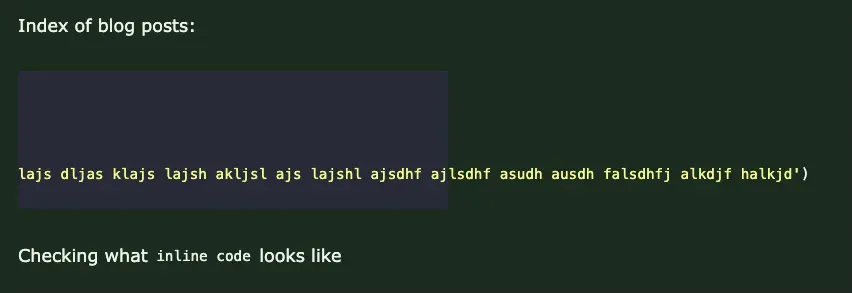 Index of blog posts:
lajs dljas klajs lajsh akljsl ajs lajshl ajsdhf ajlsdhf asudh ausdh falsdhfj alkdjf halkjd')
Checking what inline code looks like